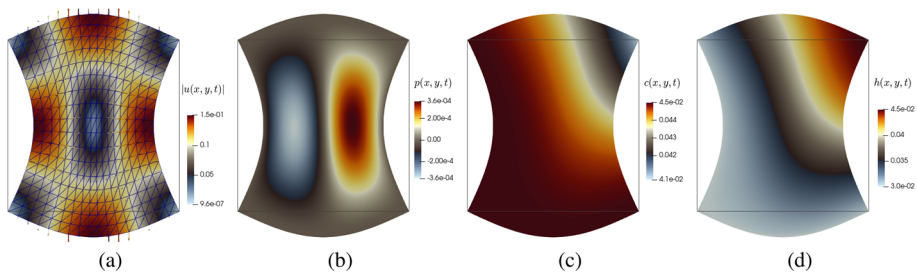 |u(x, y, t)|
1.5e-01
0.1
0.05
9.6e-07
p(x, y, t)
3.6e-04
2.00e-4
0.00
-2.00e-4
-3.6e-04
c(x, y, t)
4.5e-02
0.044
0.043
0.042
4.1e-02
h(x, y, t)
4.5e-02
0.04
0.035
3.0e-02
(a)
(b)
(c)
(d)